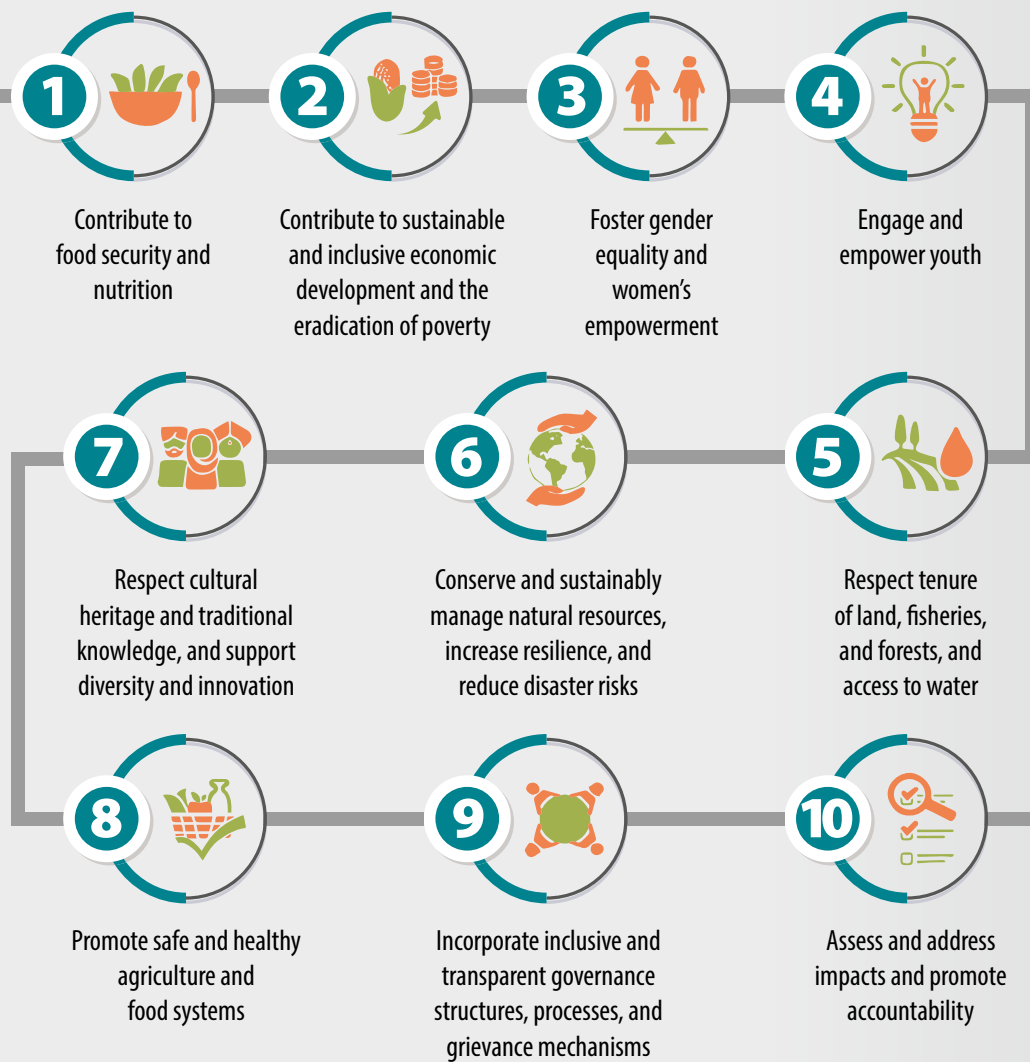 1
Contribute to
food security and
nutrition
2
Contribute to sustainable
and inclusive economic
development and the
eradication of poverty
3
Foster gender
equality and
women's
empowerment
4
Engage and
empower youth
5
Respect tenure
of land, fisheries,
and forests, and
access to water
6
Conserve and sustainably
manage natural resources,
increase resilience, and
reduce disaster risks
7
Respect cultural
heritage and traditional
knowledge, and support
diversity and innovation
8
Promote safe and healthy
agriculture and
food systems
9
Incorporate inclusive and
transparent governance
structures, processes, and
grievance mechanisms
10
Assess and address
impacts and promote
accountability